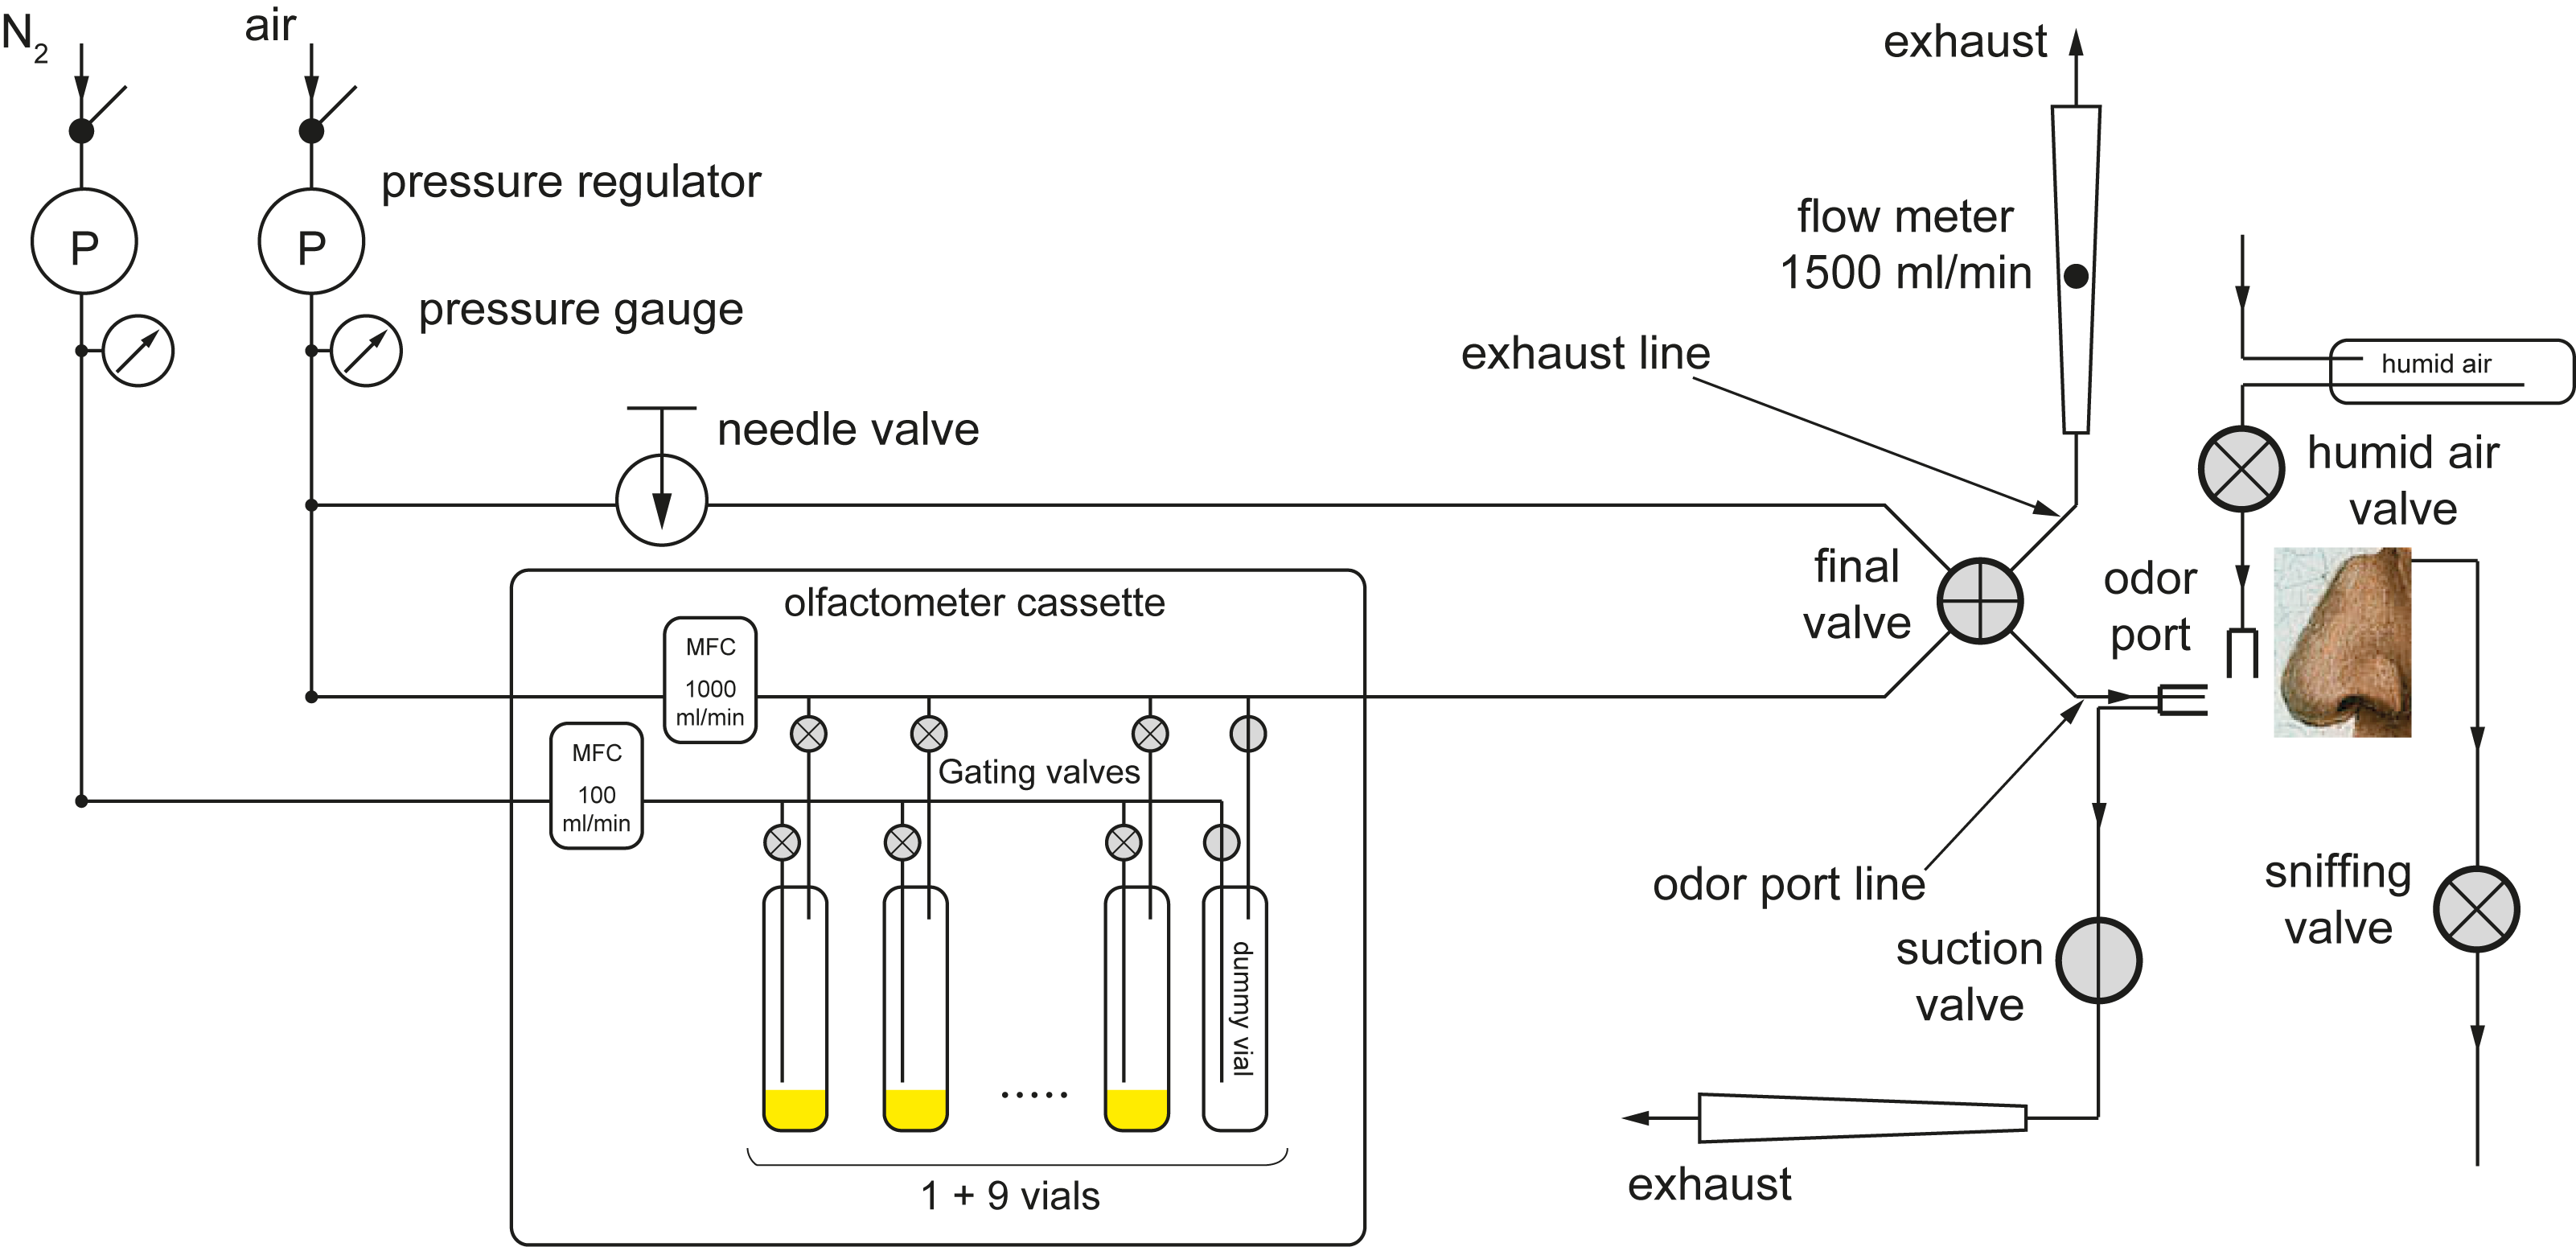 N2
air
P
P
pressure regulator
pressure gauge
needle valve
exhaust
flow meter
1500 ml/min
exhaust line
humid air
humid air
valve
final
valve
odor
port
olfactometer cassette
MFC
1000
ml/min
MFC
100
ml/min
Gating valves
dummy vial
.....
1 + 9 vials
odor port line
suction
valve
sniffing
valve
exhaust